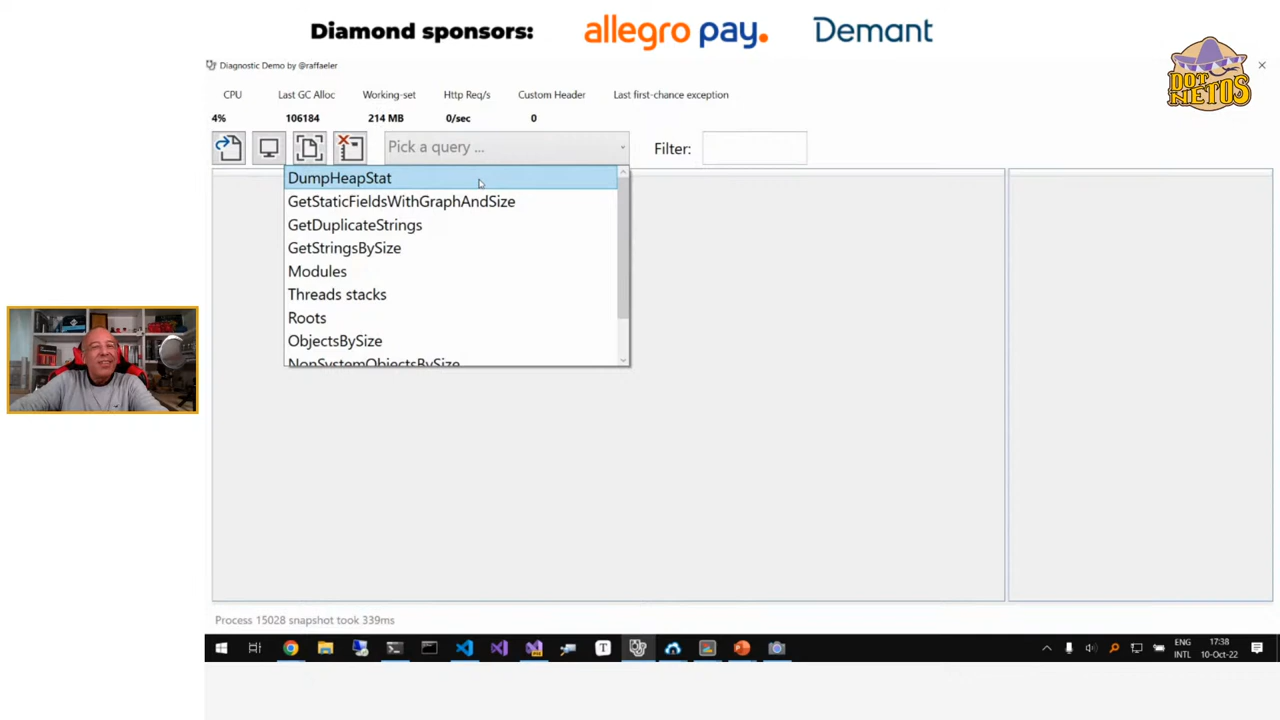 Diamond sponsors:
allegro pay.
Demant
DOT
NETOS
Diagnostic Demo by @raffaeler
CPU
Last GC Alloc
Working-set
Http Req/s
Custom Header
Last first-chance exception
4%
106184
214 MB
0/sec
0
Pick a query ...
Filter:
DumpHeapStat
GetStaticFieldsWithGraphAndSize
GetDuplicateStrings
GetStringsBySize
Modules
Threads stacks
Roots
ObjectsBySize
NonSystemObjectsBySize
Process 15028 snapshot took 339ms
T
ENG
INTL
17:38
10-Oct-22